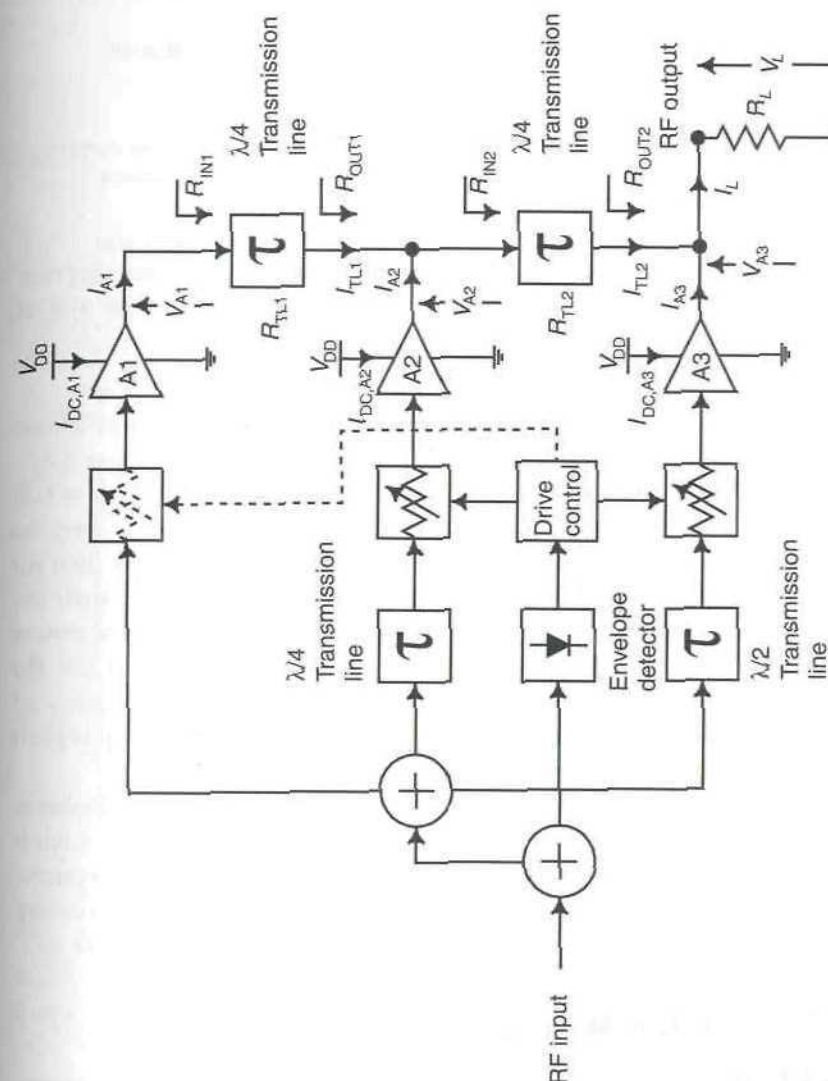 RF input
λ/4
Transmission
line
Envelope
detector
λ/2
Transmission
line
τ
τ
Drive
control
V_DD
I_DC,A1
A1
I_A1
V_A1
R_IN1
λ/4
Transmission
line
τ
R_TL1
R_OUT1
I_TL1
V_DD
I_DC,A2
A2
I_A2
V_A2
R_IN2
λ/4
Transmission
line
τ
R_TL2
R_OUT2
I_TL2
V_DD
I_DC,A3
A3
I_A3
V_A3
I_L
RF output
R_L
V_L